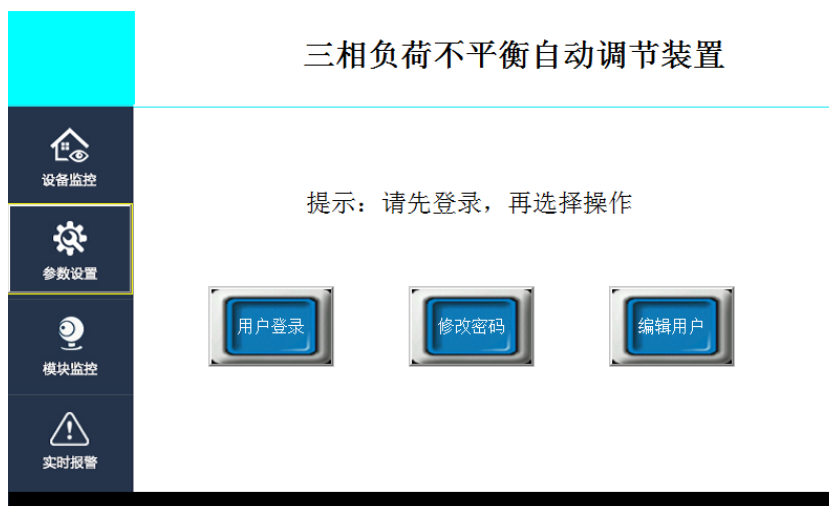 三相负荷不平衡自动调节装置
设备监控
提示：请先登录，再选择操作
参数设置
用户登录
修改密码
编辑用户
模块监控
实时报警